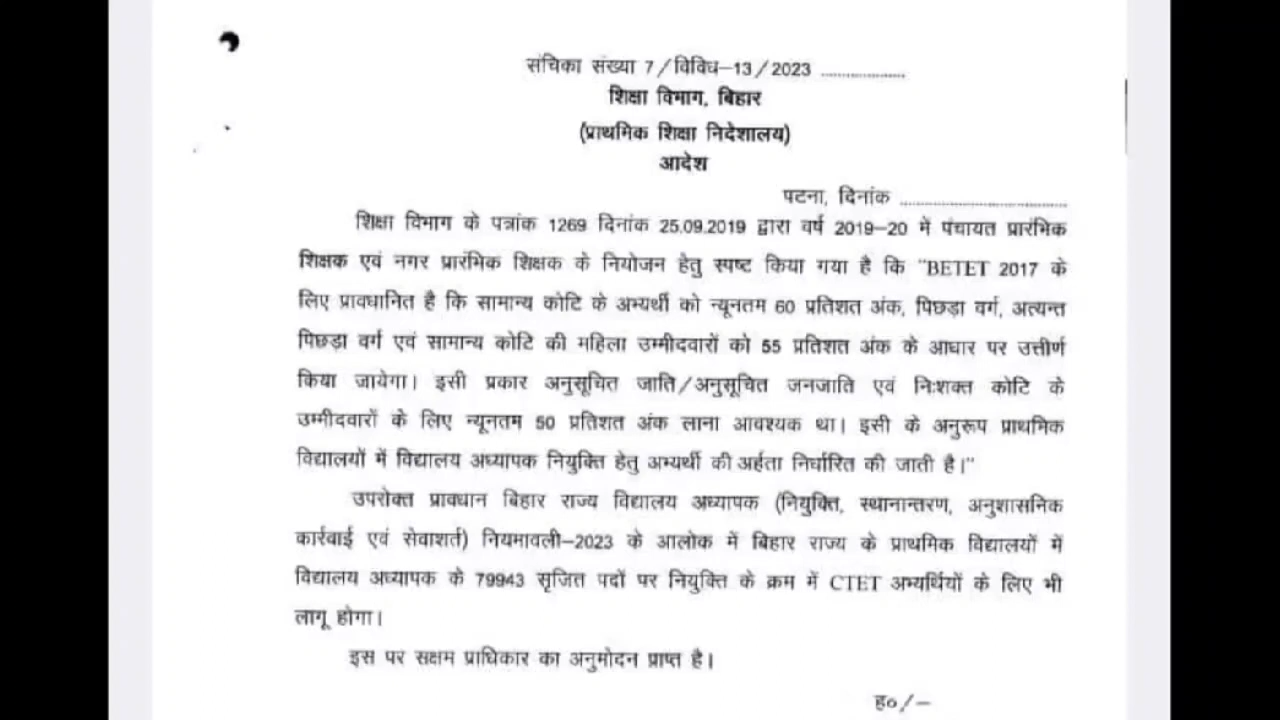 संचिका संख्या 7/विविध–13/2023 ..................
शिक्षा विभाग, बिहार
(प्राथमिक शिक्षा निदेशालय)
आदेश
पटना, दिनांक ....................................
शिक्षा विभाग के पत्रांक 1269 दिनांक 25.09.2019 द्वारा वर्ष 2019–20 में पंचायत प्रारंभिक
शिक्षक एवं नगर प्रारंभिक शिक्षक के नियोजन हेतु स्पष्ट किया गया है कि "BETET 2017 के
लिए प्रावधानित है कि सामान्य कोटि के अभ्यर्थी को न्यूनतम 60 प्रतिशत अंक, पिछड़ा वर्ग, अत्यन्त
पिछड़ा वर्ग एवं सामान्य कोटि की महिला उम्मीदवारों को 55 प्रतिशत अंक के आधार पर उत्तीर्ण
किया जायेगा। इसी प्रकार अनुसूचित जाति/अनुसूचित जनजाति एवं निःशक्त कोटि के
उम्मीदवारों के लिए न्यूनतम 50 प्रतिशत अंक लाना आवश्यक था। इसी के अनुरूप प्राथमिक
विद्यालयों में विद्यालय अध्यापक नियुक्ति हेतु अभ्यर्थी की अर्हता निर्धारित की जाती है।"
उपरोक्त प्रावधान बिहार राज्य विद्यालय अध्यापक (नियुक्ति, स्थानान्तरण, अनुशासनिक
कार्रवाई एवं सेवाशर्त) नियमावली–2023 के आलोक में बिहार राज्य के प्राथमिक विद्यालयों में
विद्यालय अध्यापक के 79943 सृजित पदों पर नियुक्ति के क्रम में CTET अभ्यर्थियों के लिए भी
लागू होगा।
इस पर सक्षम प्राधिकार का अनुमोदन प्राप्त है।
ह०/–